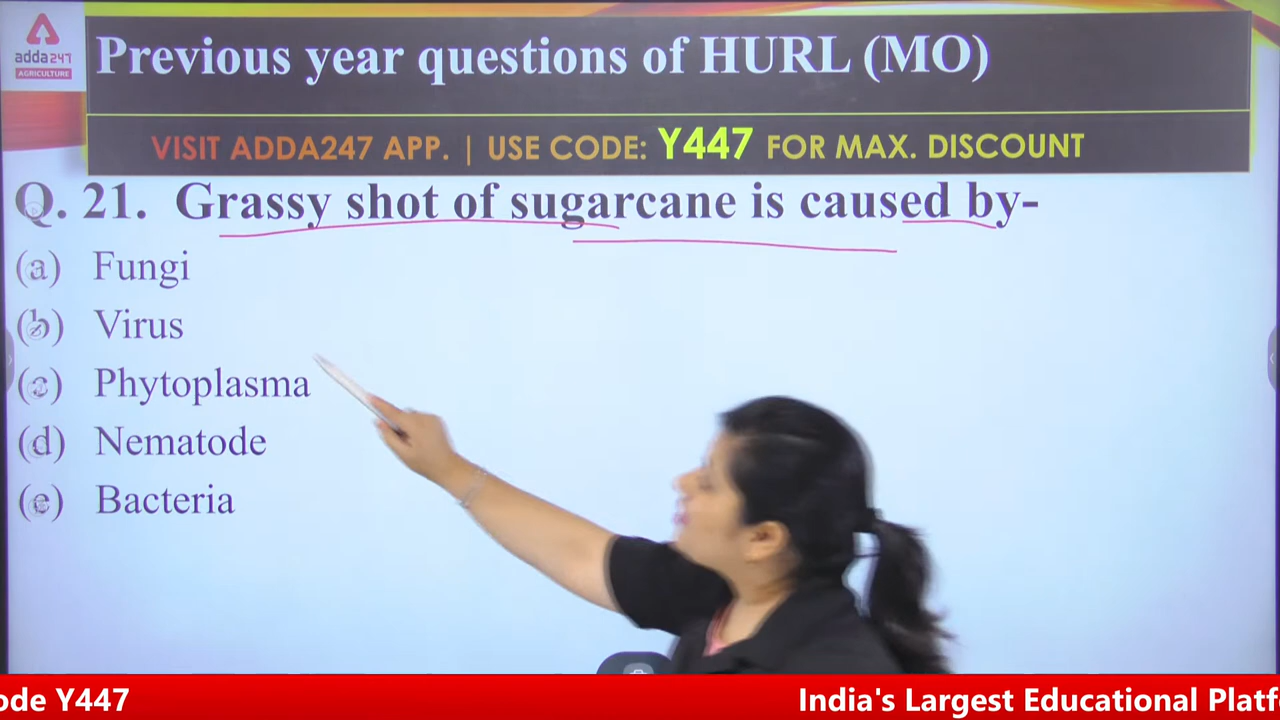 adda247
AGRICULTURE
Previous year questions of HURL (MO)
VISIT ADDA247 APP. | USE CODE: Y447 FOR MAX. DISCOUNT
Q. 21. Grassy shot of sugarcane is caused by-
(a) Fungi
(b) Virus
(c) Phytoplasma
(d) Nematode
(e) Bacteria
ode Y447 India's Largest Educational Platf